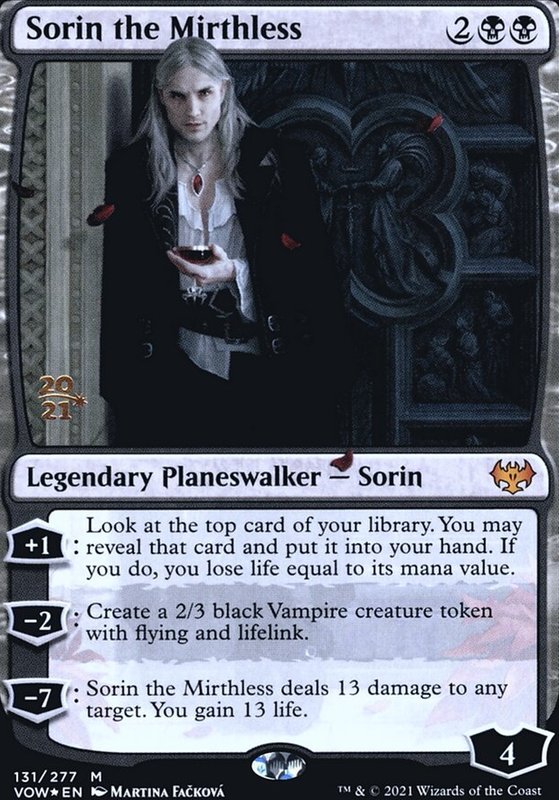 Sorin the Mirthless 2
20
21
Legendary Planeswalker — Sorin
+1: Look at the top card of your library. You may
reveal that card and put it into your hand. If
you do, you lose life equal to its mana value.
-2: Create a 2/3 black Vampire creature token
with flying and lifelink.
-7: Sorin the Mirthless deals 13 damage to any
target. You gain 13 life.
4
131/277 M
VOW★EN Martina Fačková
™ & © 2021 Wizards of the Coast